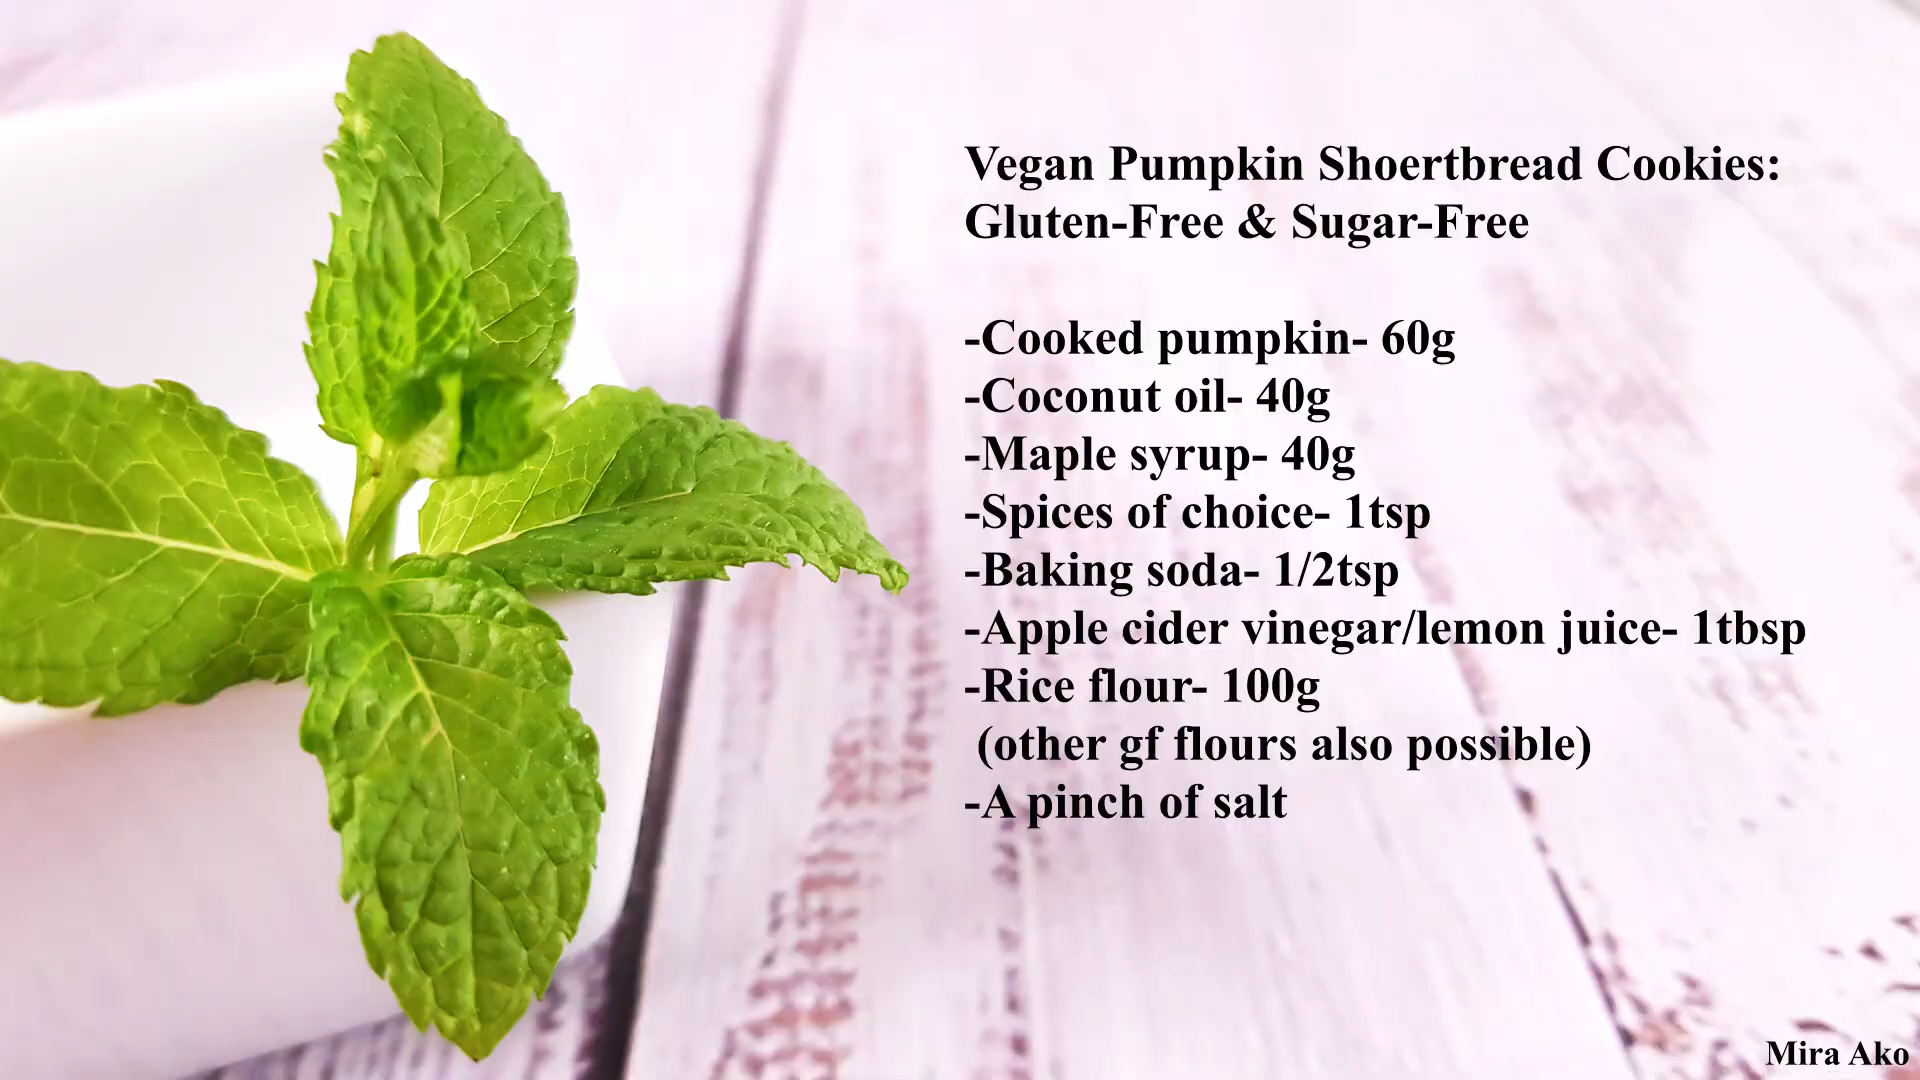 Vegan Pumpkin Shoertbread Cookies:
Gluten-Free & Sugar-Free
-Cooked pumpkin- 60g
-Coconut oil- 40g
-Maple syrup- 40g
-Spices of choice- 1tsp
-Baking soda- 1/2tsp
-Apple cider vinegar/lemon juice- 1tbsp
-Rice flour- 100g
(other gf flours also possible)
-A pinch of salt
Mira Ako